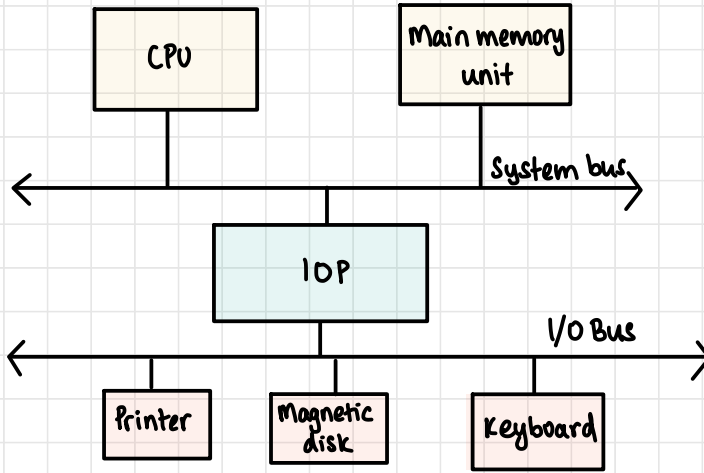 CPU
Main memory
unit
System bus
IOP
I/O Bus
Printer
Magnetic
disk
Keyboard